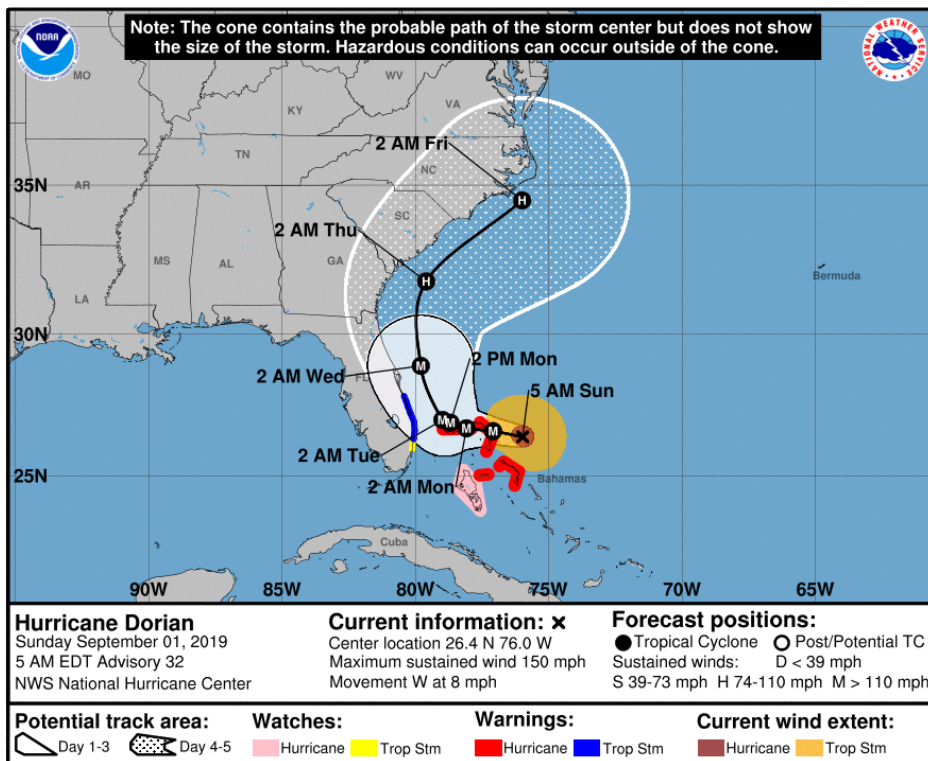 Note: The cone contains the probable path of the storm center but does not show
the size of the storm. Hazardous conditions can occur outside of the cone.
NOAA
NATIONAL WEATHER SERVICE
MO
WV
VA
KY
2 AM Fri
TN
NC
35N
AR
SC
2 AM Thu
MS
AL
GA
Bermuda
LA
30N
2 PM Mon
2 AM Wed
FL
5 AM Sun
H
H
M
M
M
M
M
2 AM Tue
25N
2 AM Mon
Bahamas
Cuba
90W
85W
80W
75W
70W
65W
Hurricane Dorian
Sunday September 01, 2019
5 AM EDT Advisory 32
NWS National Hurricane Center
Current information: x
Center location 26.4 N 76.0 W
Maximum sustained wind 150 mph
Movement W at 8 mph
Forecast positions:
Tropical Cyclone Post/Potential TC
Sustained winds: D < 39 mph
S 39-73 mph H 74-110 mph M > 110 mph
Potential track area:
Day 1-3 Day 4-5
Watches:
Hurricane Trop Stm
Warnings:
Hurricane Trop Stm
Current wind extent:
Hurricane Trop Stm